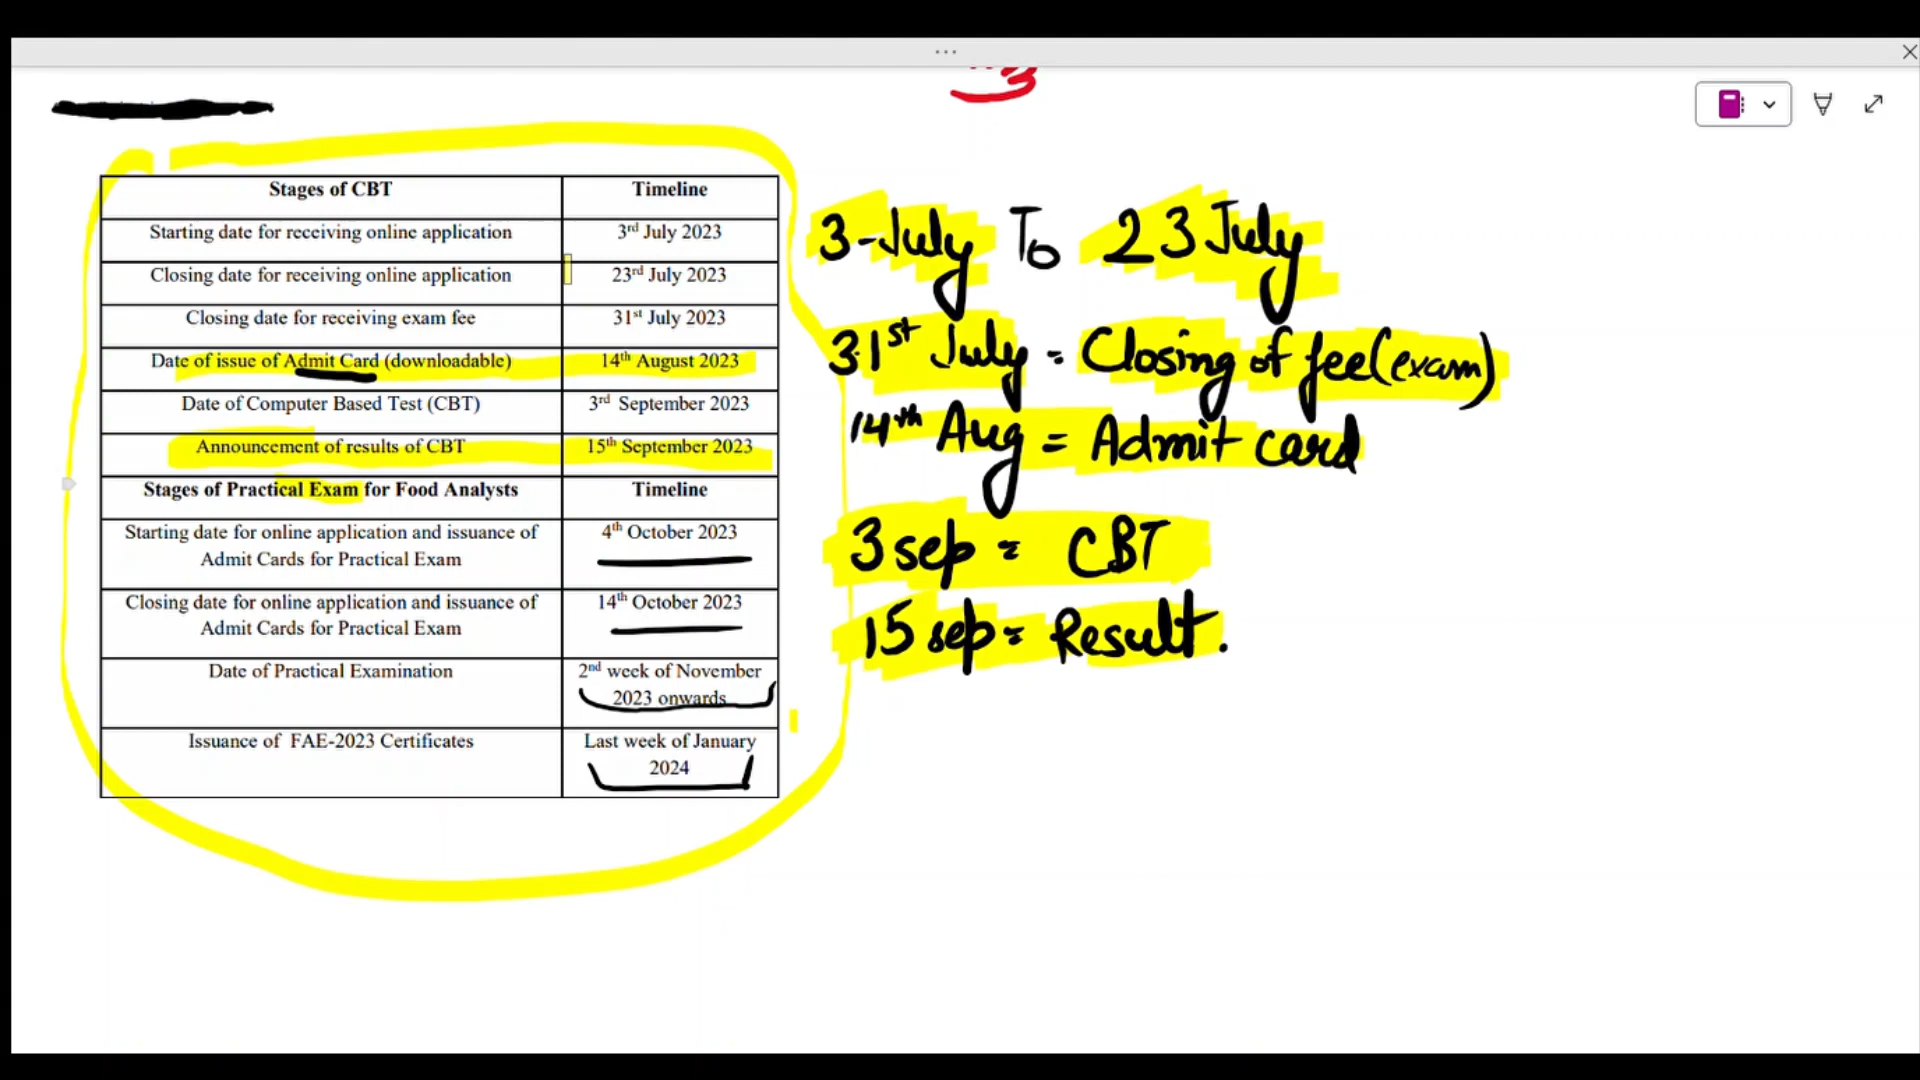 Stages of CBT
Timeline
Starting date for receiving online application
3rd July 2023
Closing date for receiving online application
23rd July 2023
Closing date for receiving exam fee
31st July 2023
Date of issue of Admit Card (downloadable)
14th August 2023
Date of Computer Based Test (CBT)
3rd September 2023
Announcement of results of CBT
15th September 2023
Stages of Practical Exam for Food Analysts
Timeline
Starting date for online application and issuance of
Admit Cards for Practical Exam
4th October 2023
Closing date for online application and issuance of
Admit Cards for Practical Exam
14th October 2023
Date of Practical Examination
2nd week of November
2023 onwards
Issuance of FAE-2023 Certificates
Last week of January
2024
3-July To 23 July
31st July = Closing of fee(exam)
14th Aug = Admit card
3 sep = CBT
15 sep = Result.